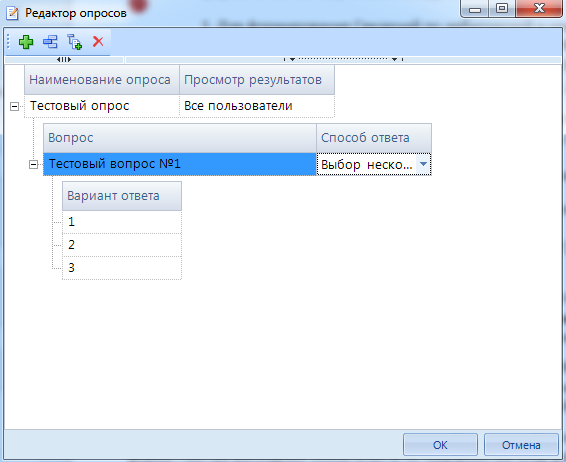 Редактор опросов
Наименование опроса Просмотр результатов
Тестовый опрос Все пользователи
Вопрос Способ ответа
Тестовый вопрос №1 Выбор неско...
Вариант ответа
1
2
3
OK Отмена